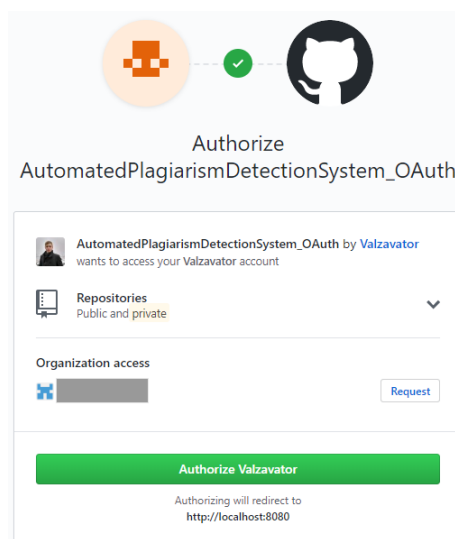 Authorize
AutomatedPlagiarismDetectionSystem_OAuth
AutomatedPlagiarismDetectionSystem_OAuth by Valzavator
wants to access your Valzavator account
Repositories
Public and private
Organization access
Request
Authorize Valzavator
Authorizing will redirect to
http://localhost:8080